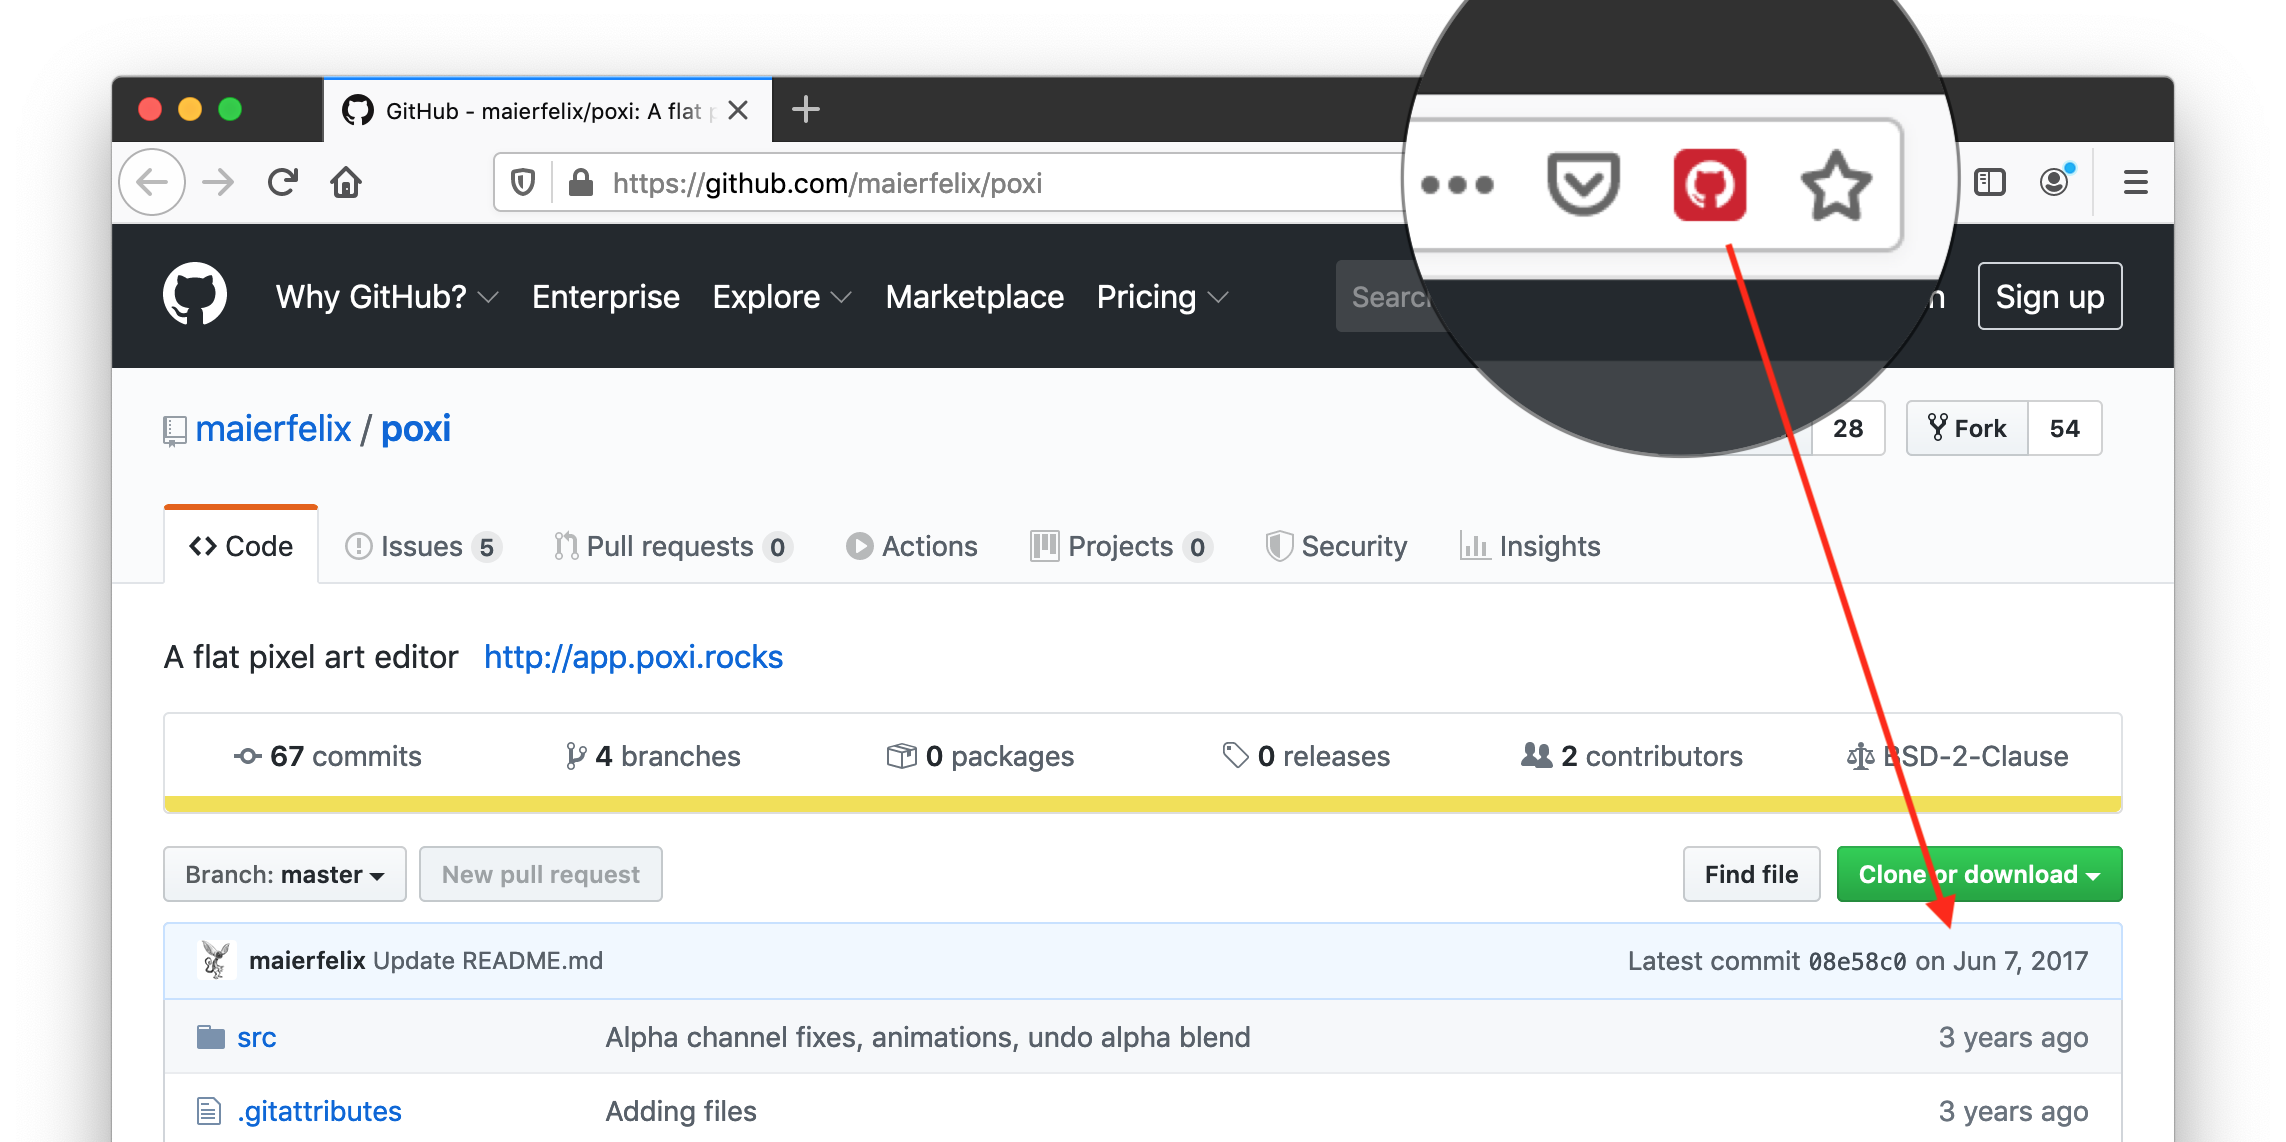 GitHub - maierfelix/poxi: A flat
https://github.com/maierfelix/poxi
Why GitHub? Enterprise Explore Marketplace Pricing Sign up
maierfelix / poxi 28 Fork 54
Code Issues 5 Pull requests 0 Actions Projects 0 Security Insights
A flat pixel art editor http://app.poxi.rocks
67 commits 4 branches 0 packages 0 releases 2 contributors BSD-2-Clause
Branch: master New pull request Find file Clone or download
maierfelix Update README.md Latest commit 08e58c0 on Jun 7, 2017
src Alpha channel fixes, animations, undo alpha blend 3 years ago
.gitattributes Adding files 3 years ago